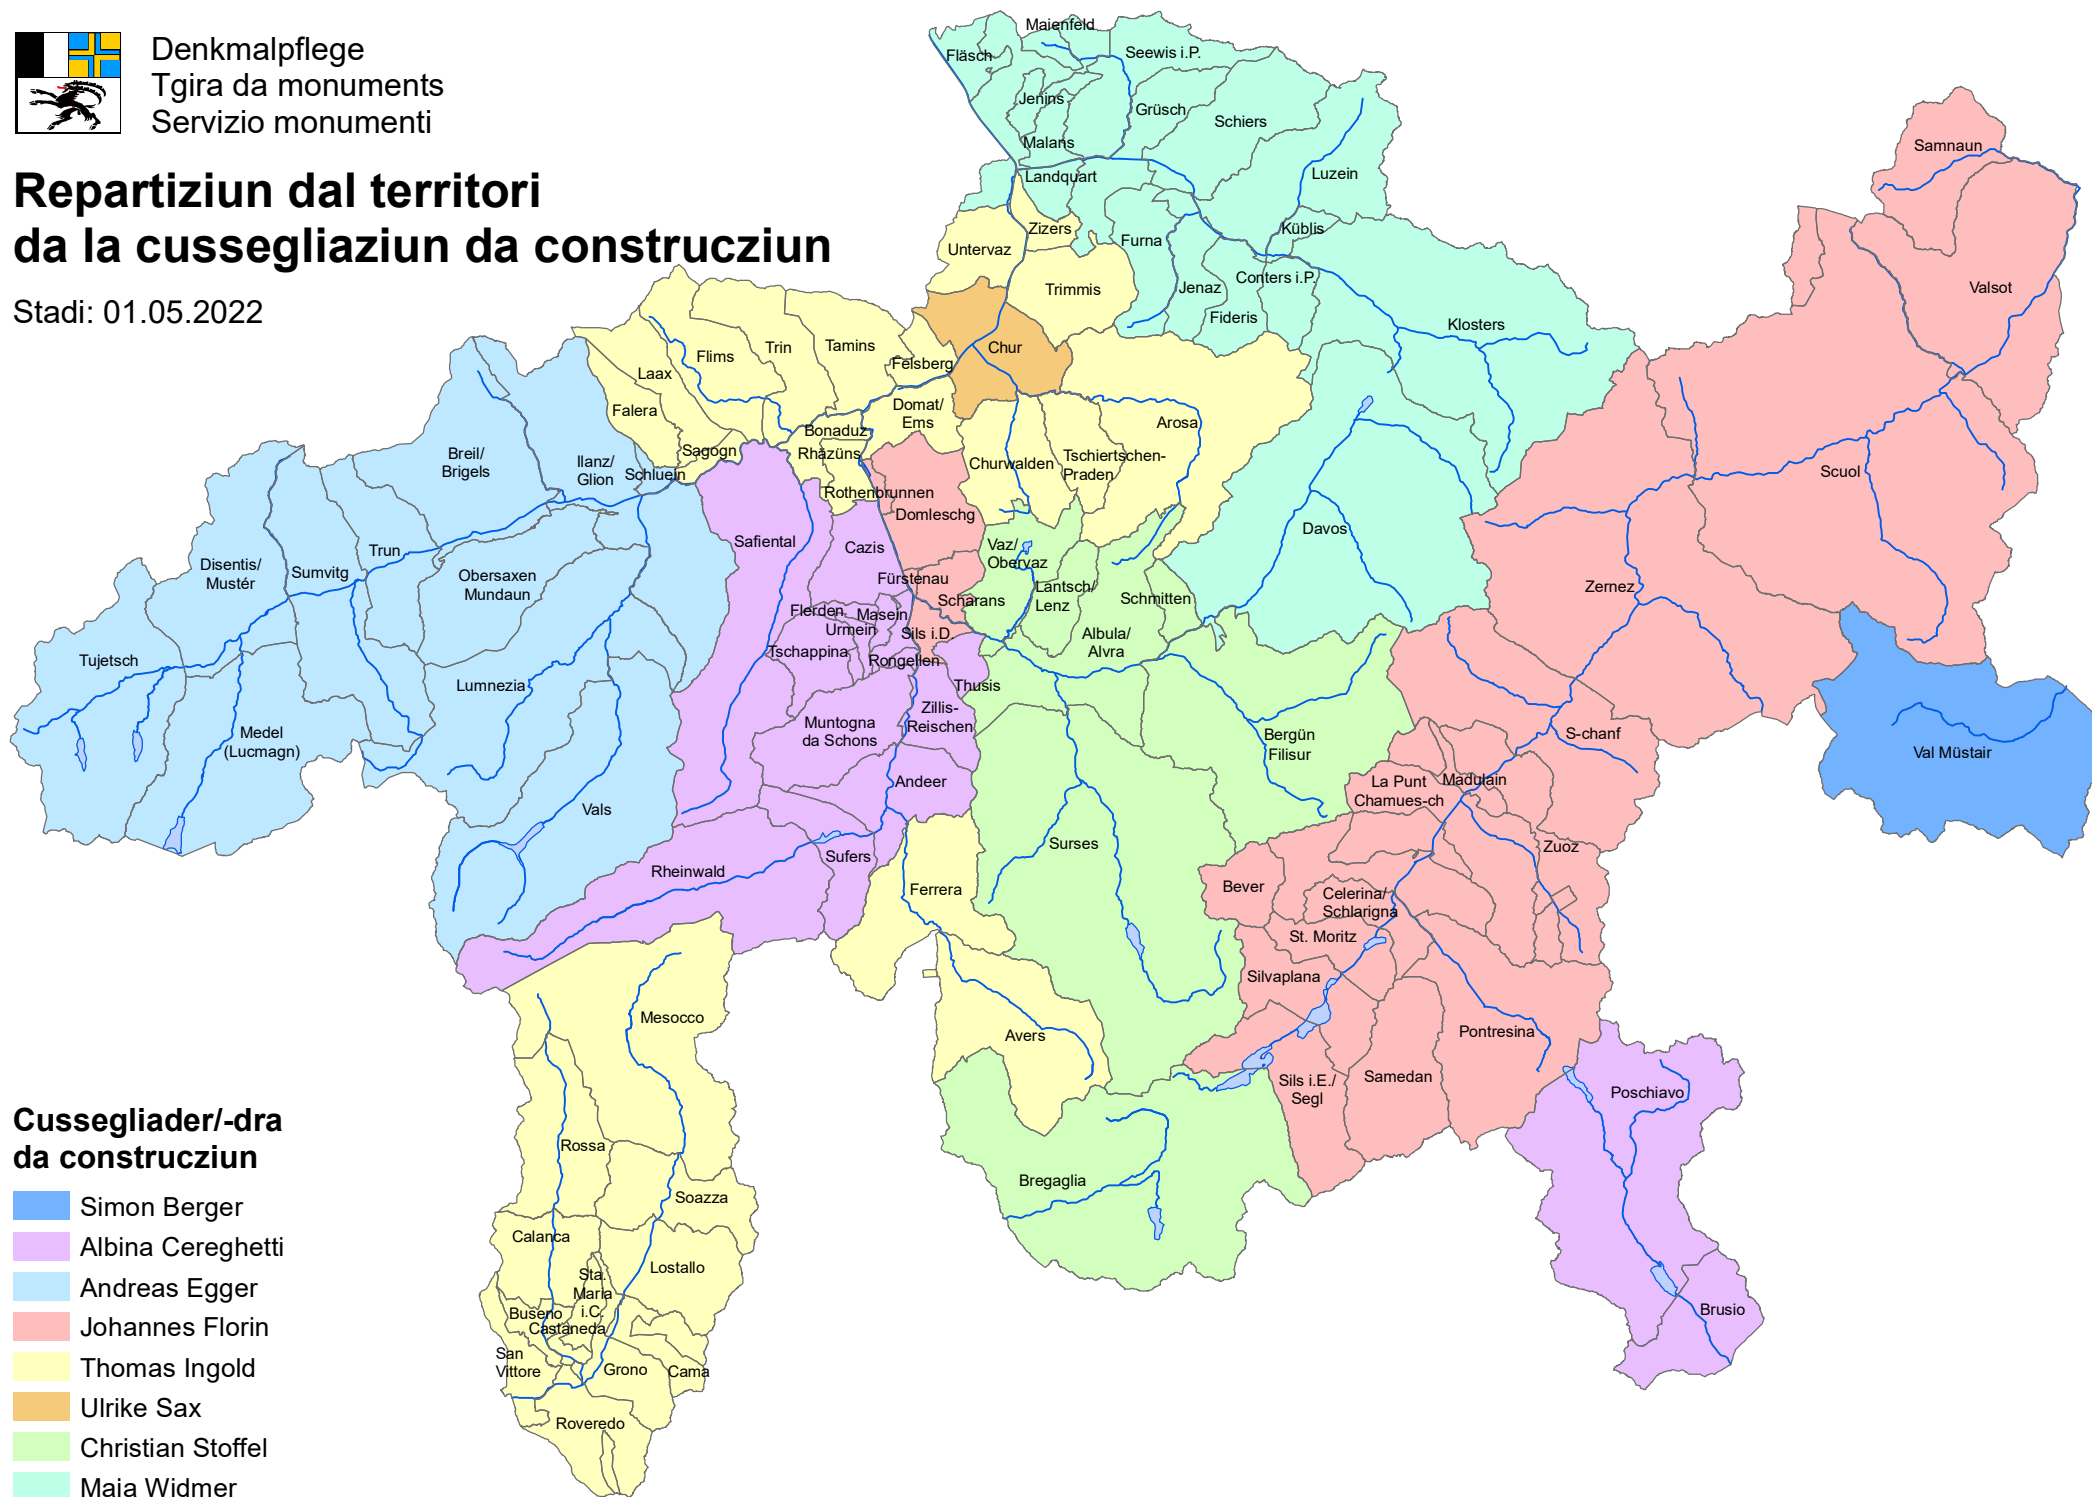 Denkmalpflege
Tgira da monuments
Servizio monumenti
Repartiziun dal territori
da la cussegliaziun da construcziun
Stadi: 01.05.2022
Maienfeld
Fläsch
Seewis i.P.
Jenins
Grüsch
Schiers
Malans
Landquart
Luzein
Samnaun
Zizers
Furna
Küblis
Untervaz
Trimmis
Jenaz
Conters i.P.
Fideris
Klosters
Valsot
Chur
Flims
Trin
Tamins
Felsberg
Laax
Falera
Domat/
Ems
Bonaduz
Arosa
Sagogn
Rhäzüns
Churwalden
Tschiertschen-
Praden
Breil/
Brigels
Ilanz/
Glion
Schluein
Scuol
Rothenbrunnen
Domleschg
Davos
Safiental
Cazis
Vaz/
Obervaz
Trun
Disentis/
Mustér
Sumvitg
Obersaxen
Mundaun
Fürstenau
Lantsch/
Lenz
Schmitten
Zernez
Scharans
Flerden
Masein
Urmein
Sils i.D.
Albula/
Alvra
Tschappina
Rongellen
Tujetsch
Lumnezia
Thusis
Zillis-
Reischen
Muntogna
da Schons
Medel
(Lucmagn)
Bergün
Filisur
S-chanf
Val Müstair
Andeer
La Punt
Chamues-ch
Madulain
Vals
Surses
Zuoz
Sufers
Rheinwald
Ferrera
Bever
Celerina/
Schlarigna
St. Moritz
Silvaplana
Mesocco
Avers
Pontresina
Sils i.E./
Segl
Samedan
Poschiavo
Rossa
Bregaglia
Soazza
Calanca
Lostallo
Sta.
Maria
i.C.
Buseno
Castaneda
Brusio
San
Vittore
Grono
Cama
Roveredo
Cussegliader/-dra
da construcziun
Simon Berger
Albina Cereghetti
Andreas Egger
Johannes Florin
Thomas Ingold
Ulrike Sax
Christian Stoffel
Maia Widmer